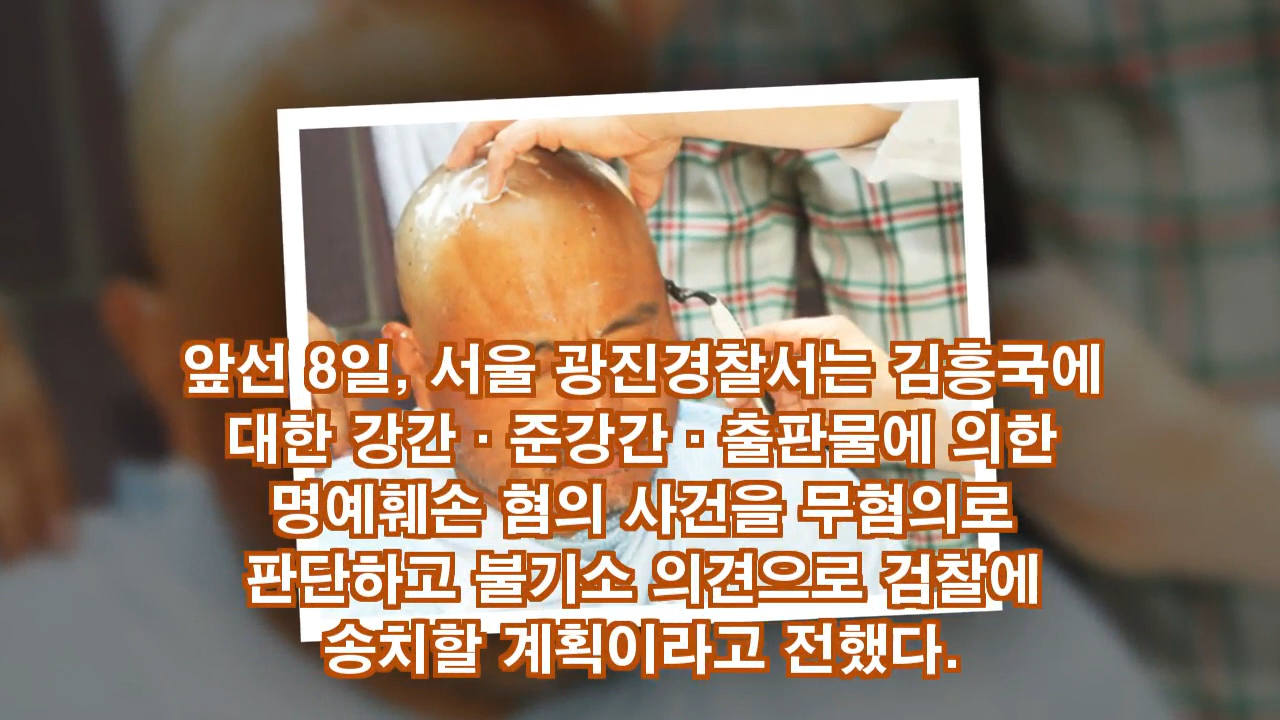 앞선 8일, 서울 광진경찰서는 김흥국에
대한 강간·준강간·출판물에 의한
명예훼손 혐의 사건을 무혐의로
판단하고 불기소 의견으로 검찰에
송치할 계획이라고 전했다.